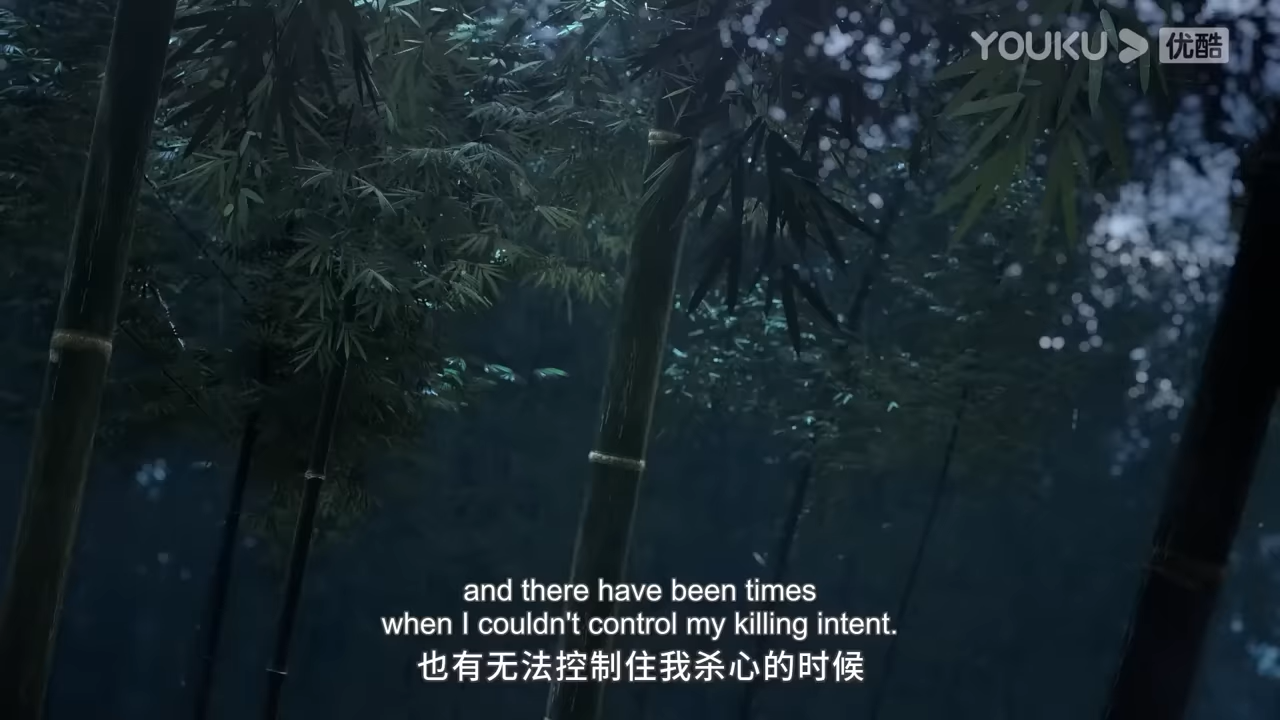 YOUKU 优酷
and there have been times
when I couldn't control my killing intent.
也有无法控制住我杀心的时候